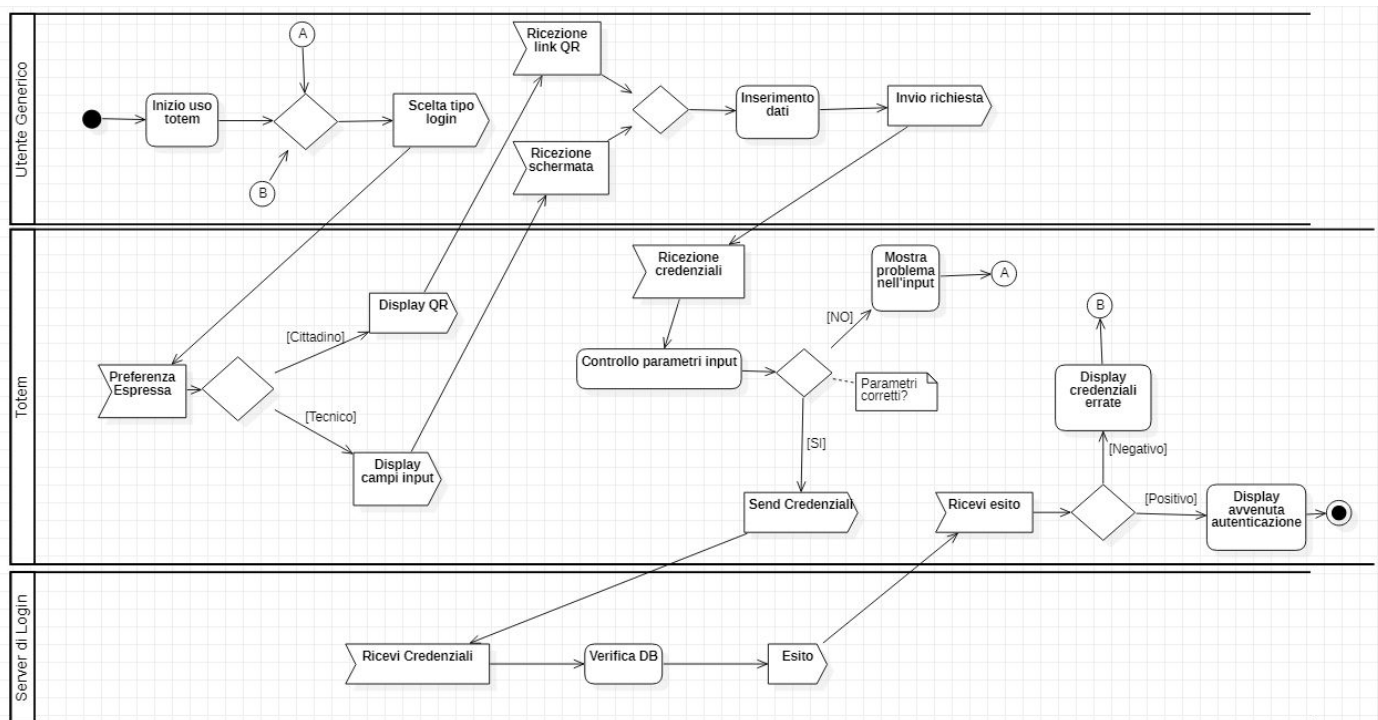 Utente Generico
A
Inizio uso
totem
B
Scelta tipo
login
Ricezione
link QR
Ricezione
schermata
Inserimento
dati
Invio richiesta
Totem
Preferenza
Espressa
[Cittadino]
Display QR
[Tecnico]
Display
campi input
Ricezione
credenziali
Controllo parametri input
[NO]
Mostra
problema
nell'input
A
Parametri
corretti?
[SI]
Send Credenziali
Ricevi esito
B
Display
credenziali
errate
[Negativo]
[Positivo]
Display
avvenuta
autenticazione
Server di Login
Ricevi Credenziali
Verifica DB
Esito